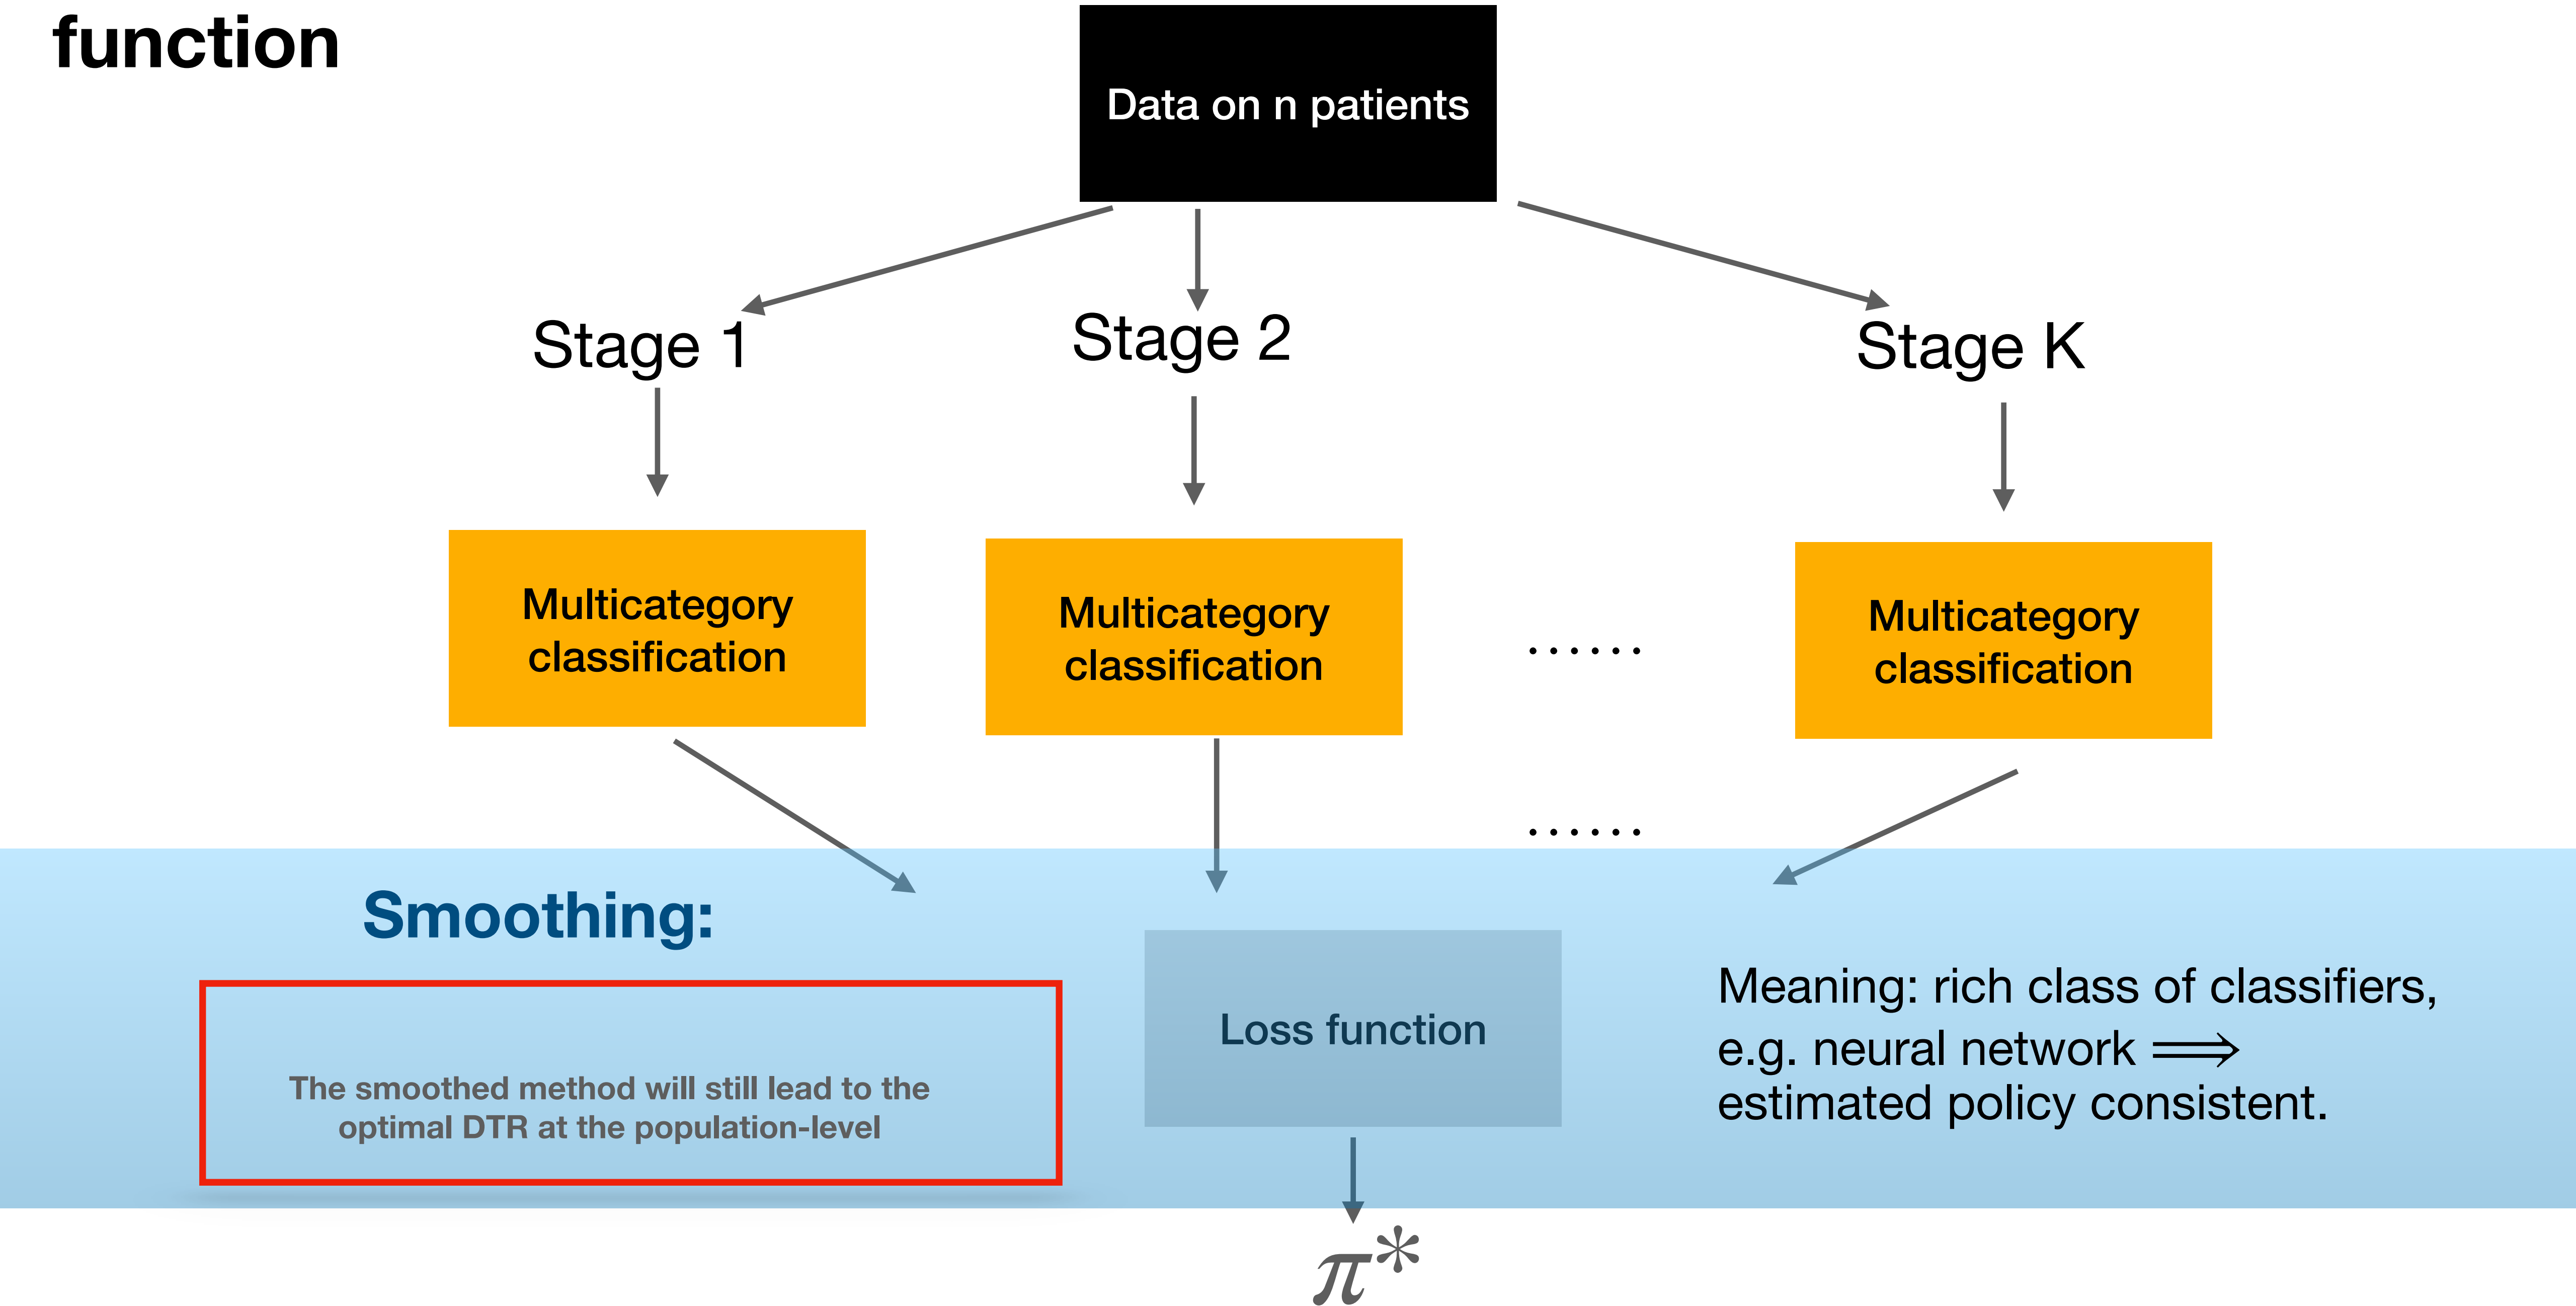 function
Data on n patients
Stage 1
Stage 2
Stage K
Multicategory
classification
Multicategory
classification
......
Multicategory
classification
......
Smoothing:
The smoothed method will still lead to the
optimal DTR at the population-level
Loss function
Meaning: rich class of classifiers,
e.g. neural network ⟹
estimated policy consistent.
π*